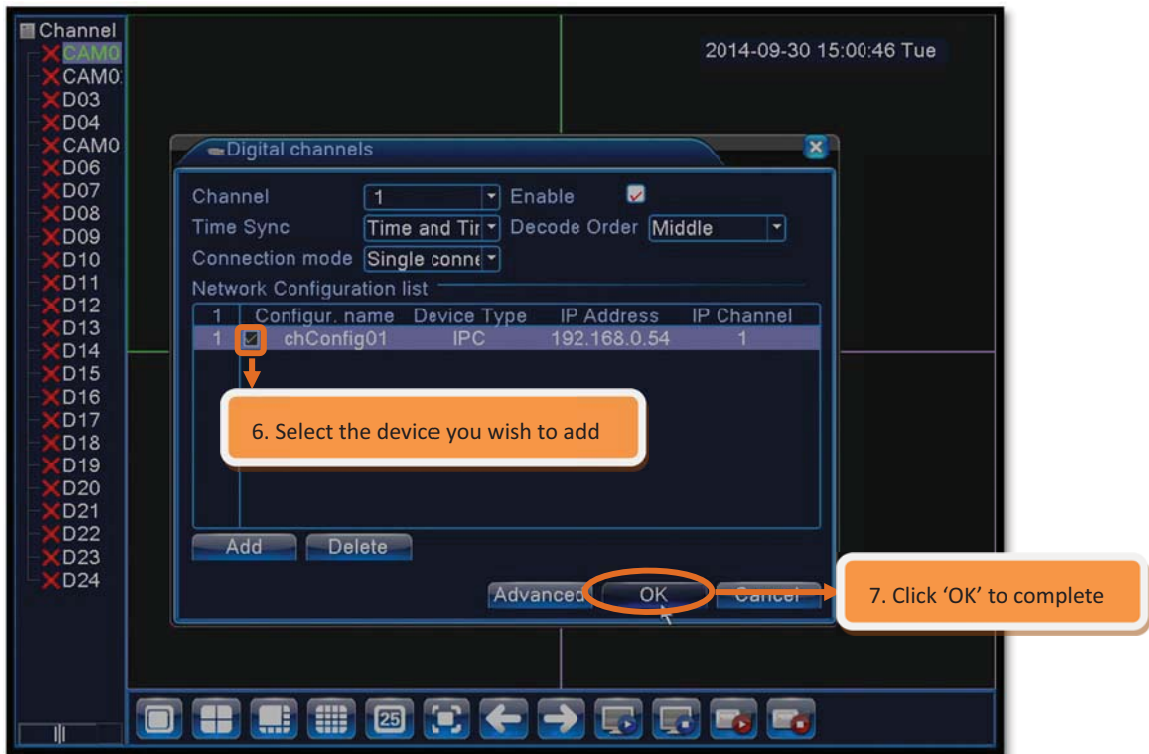 Channel
CAM0
CAM0
D03
D04
CAM0
D06
D07
D08
D09
D10
D11
D12
D13
D14
D15
D16
D17
D18
D19
D20
D21
D22
D23
D24
2014-09-30 15:00:46 Tue
Digital channels
Channel 1 Enable
Time Sync Time and Tir Decode Order Middle
Connection mode Single conne
Network Configuration list
1 Configur. name Device Type IP Address IP Channel
1 chConfig01 IPC 192.168.0.54 1
6. Select the device you wish to add
Add Delete
Advanced OK Cancel
7. Click ‘OK’ to complete
25